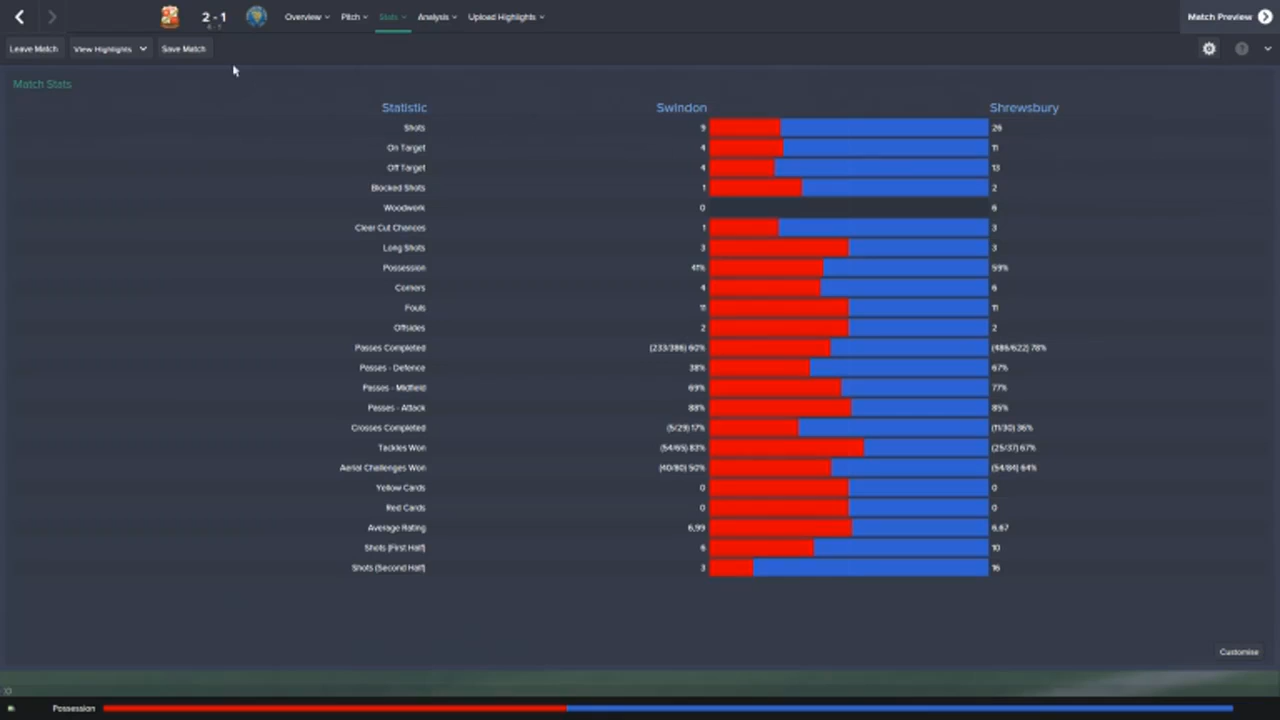 2 - 1 Overview Pitch Stats Analysis Upload Highlights Match Preview
Leave Match View Highlights Save Match
Match Stats
Statistic Swindon Shrewsbury
Shots 9 26
On Target 4 11
Off Target 4 13
Blocked Shots 1 2
Woodwork 0 6
Clear Cut Chances 1 3
Long Shots 3 3
Possession 41% 59%
Corners 4 6
Fouls 11 11
Offsides 2 2
Passes Completed (233/386) 60% (486/622) 78%
Passes - Defence 38% 67%
Passes - Midfield 69% 77%
Passes - Attack 88% 85%
Crosses Completed (5/29) 17% (11/30) 36%
Tackles Won (54/65) 83% (25/37) 67%
Aerial Challenges Won (40/80) 50% (54/84) 64%
Yellow Cards 0 0
Red Cards 0 0
Average Rating 6.99 6.67
Shots (First Half) 6 10
Shots (Second Half) 3 16
Customise
Possession